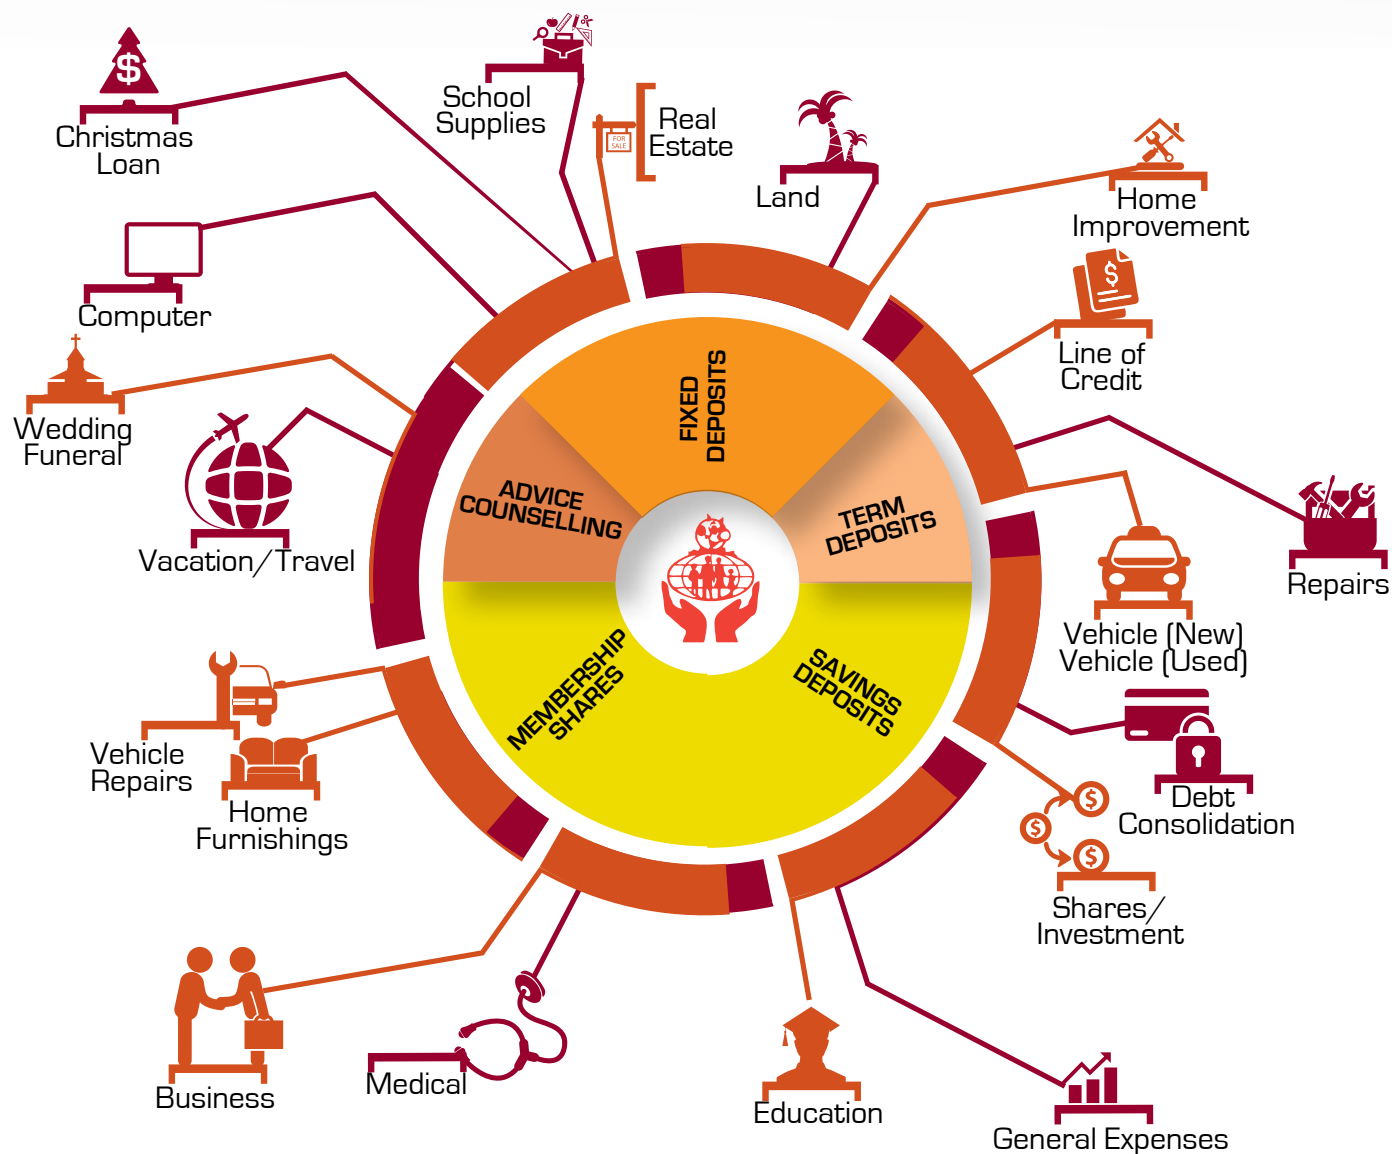 $
Christmas
Loan
School
Supplies
FOR
SALE
Real
Estate
Land
Home
Improvement
Computer
$
Line of
Credit
Wedding
Funeral
Vacation/Travel
Repairs
Vehicle (New)
Vehicle (Used)
FIXED
DEPOSITS
ADVICE
COUNSELLING
TERM
DEPOSITS
MEMBERSHIP
SHARES
SAVINGS
DEPOSITS
Vehicle
Repairs
Home
Furnishings
Debt
Consolidation
$
$
$
Shares/
Investment
Business
Medical
Education
General Expenses